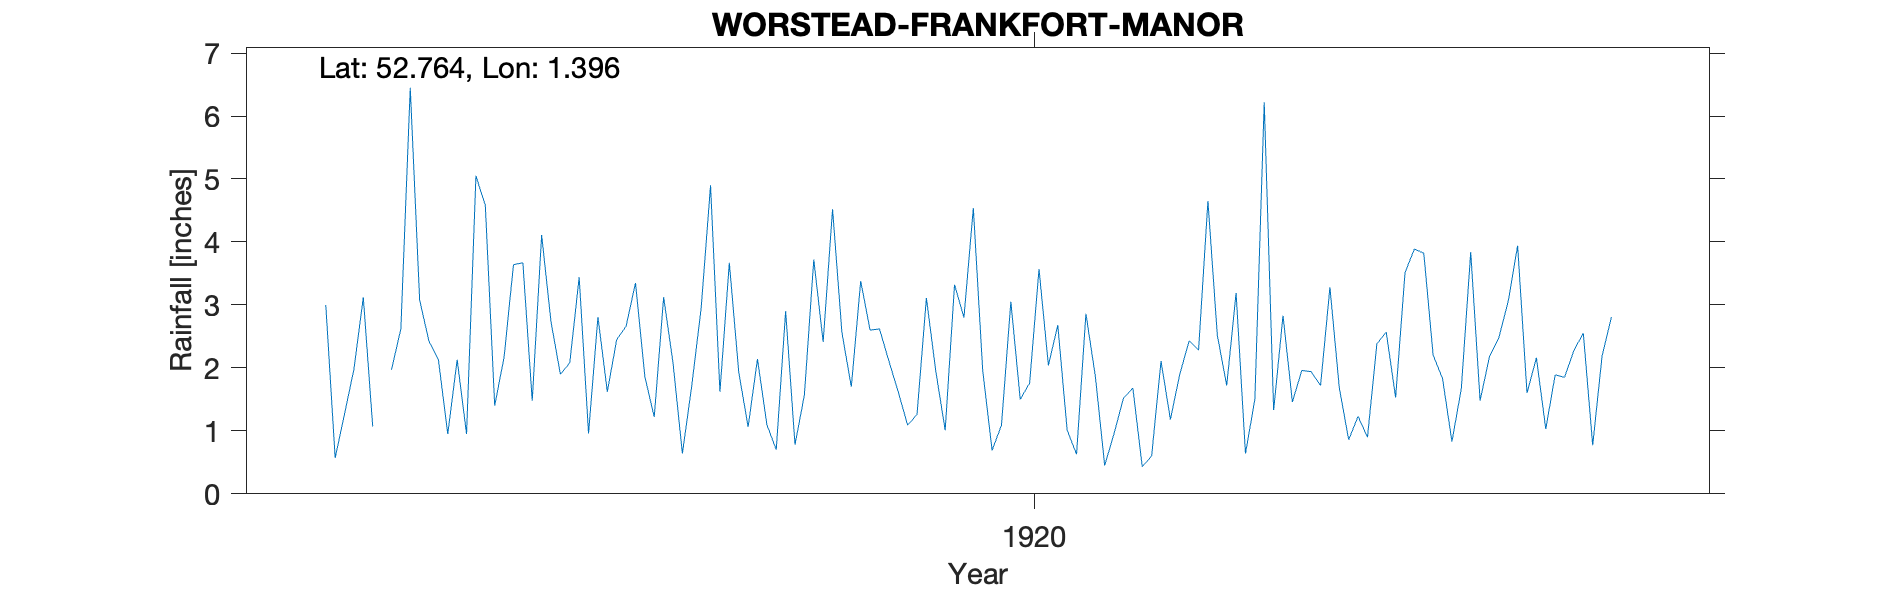 WORSTEAD-FRANKFORT-MANOR
Lat: 52.764, Lon: 1.396
7
6
5
4
3
2
1
0
Rainfall [inches]
1920
Year